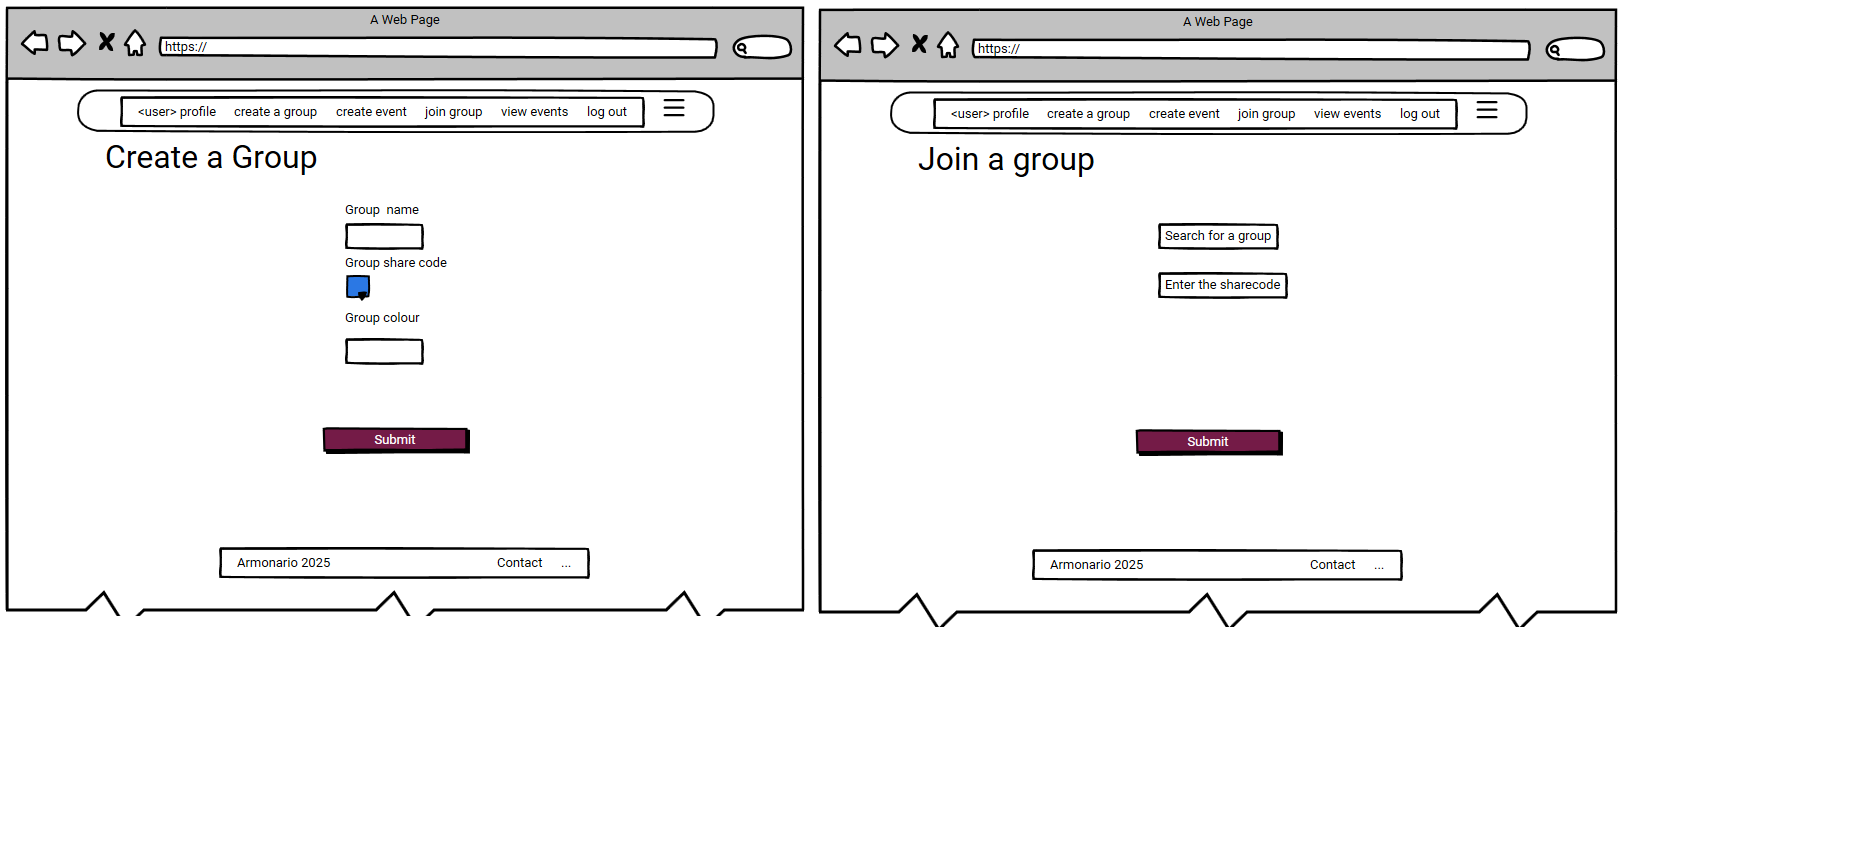 A Web Page
https://
<user> profile create a group create event join group view events log out
Create a Group
Group name
Group share code
Group colour
Submit
Armonario 2025 Contact ...
A Web Page
https://
<user> profile create a group create event join group view events log out
Join a group
Search for a group
Enter the sharecode
Submit
Armonario 2025 Contact ...